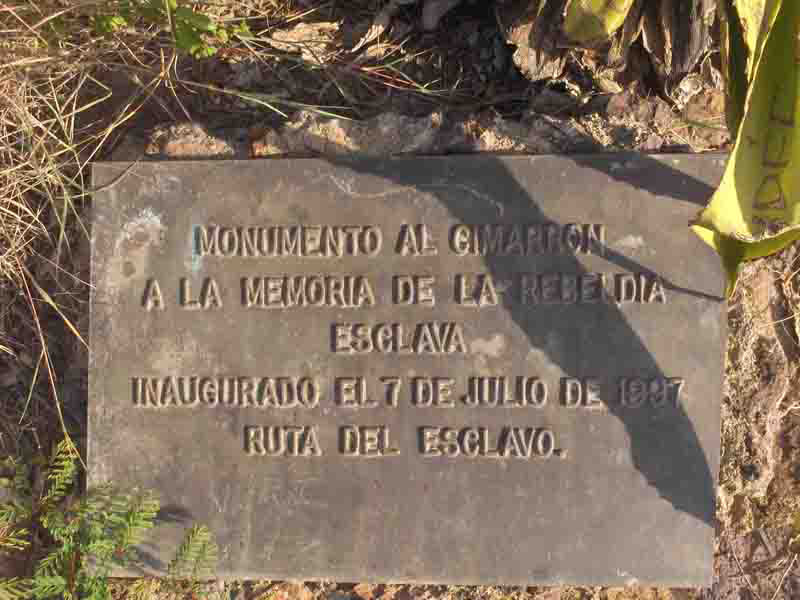 MONUMENTO AL CIMARRON
A LA MEMORIA DE LA REBELDIA
ESCLAVA
INAUGURADO EL 7 DE JULIO DE 1997
RUTA DEL ESCLAVO.